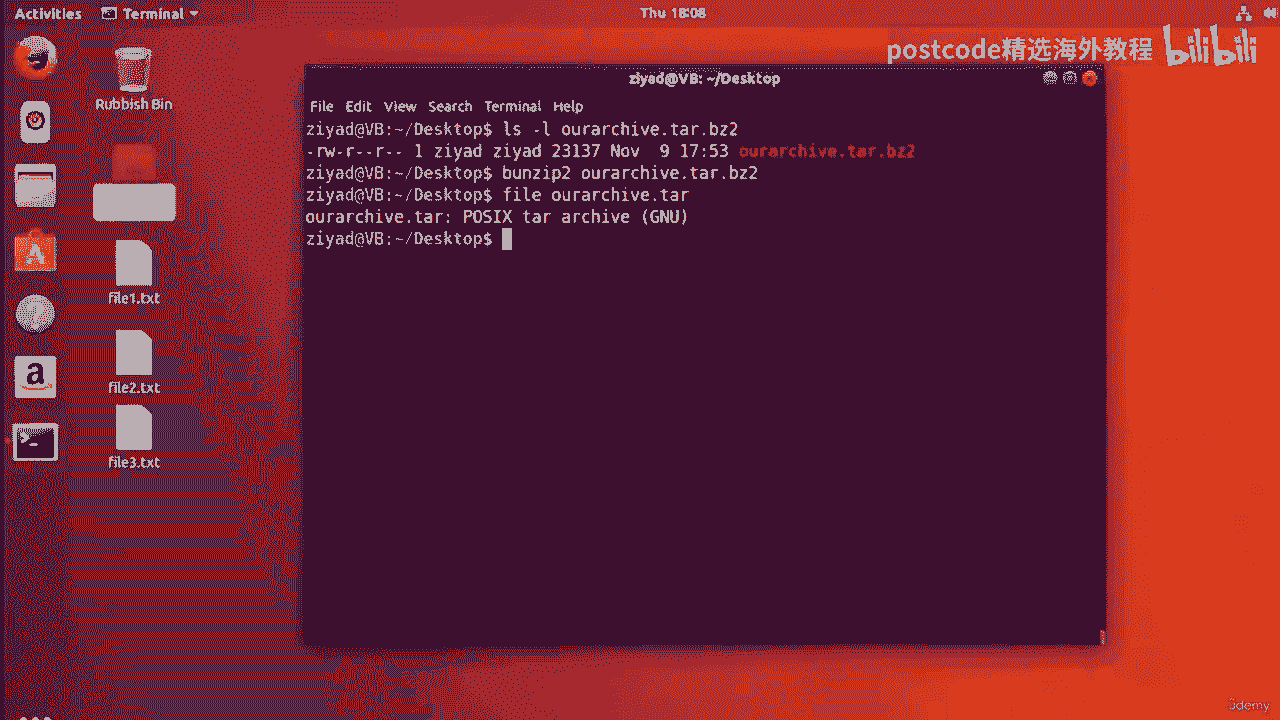 Activities Terminal Thu 18:08
postcode精选海外教程 bilibili
Rubbish Bin
file1.txt
file2.txt
file3.txt
ziyad@VB: ~/Desktop
File Edit View Search Terminal Help
ziyad@VB:~/Desktop$ ls -l ourarchive.tar.bz2
-rw-r--r-- 1 ziyad ziyad 23137 Nov  9 17:53 ourarchive.tar.bz2
ziyad@VB:~/Desktop$ bunzip2 ourarchive.tar.bz2
ziyad@VB:~/Desktop$ file ourarchive.tar
ourarchive.tar: POSIX tar archive (GNU)
ziyad@VB:~/Desktop$
ûdemy